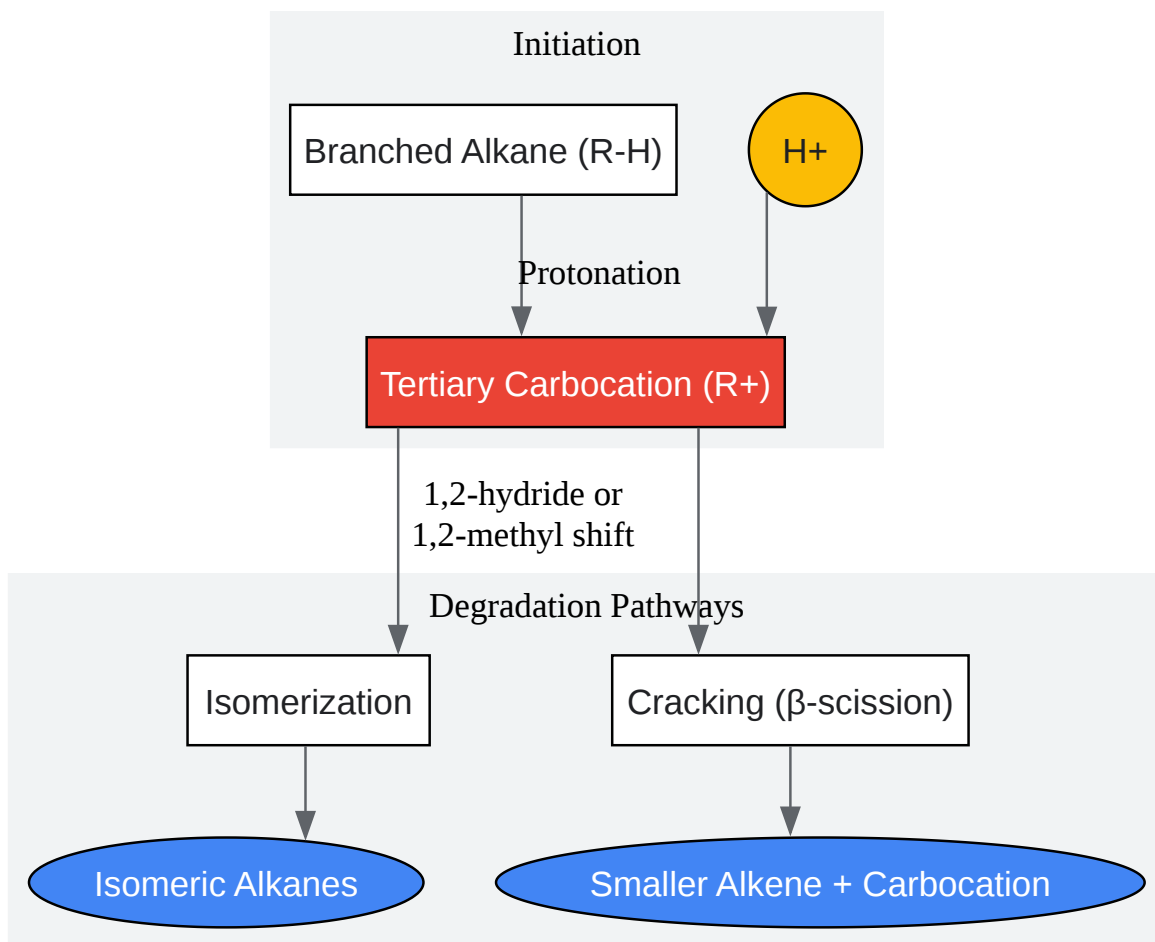 Initiation
Branched Alkane (R-H)
H+
Protonation
Tertiary Carbocation (R+)
1,2-hydride or
1,2-methyl shift
Degradation Pathways
Isomerization
Cracking (β-scission)
Isomeric Alkanes
Smaller Alkene + Carbocation